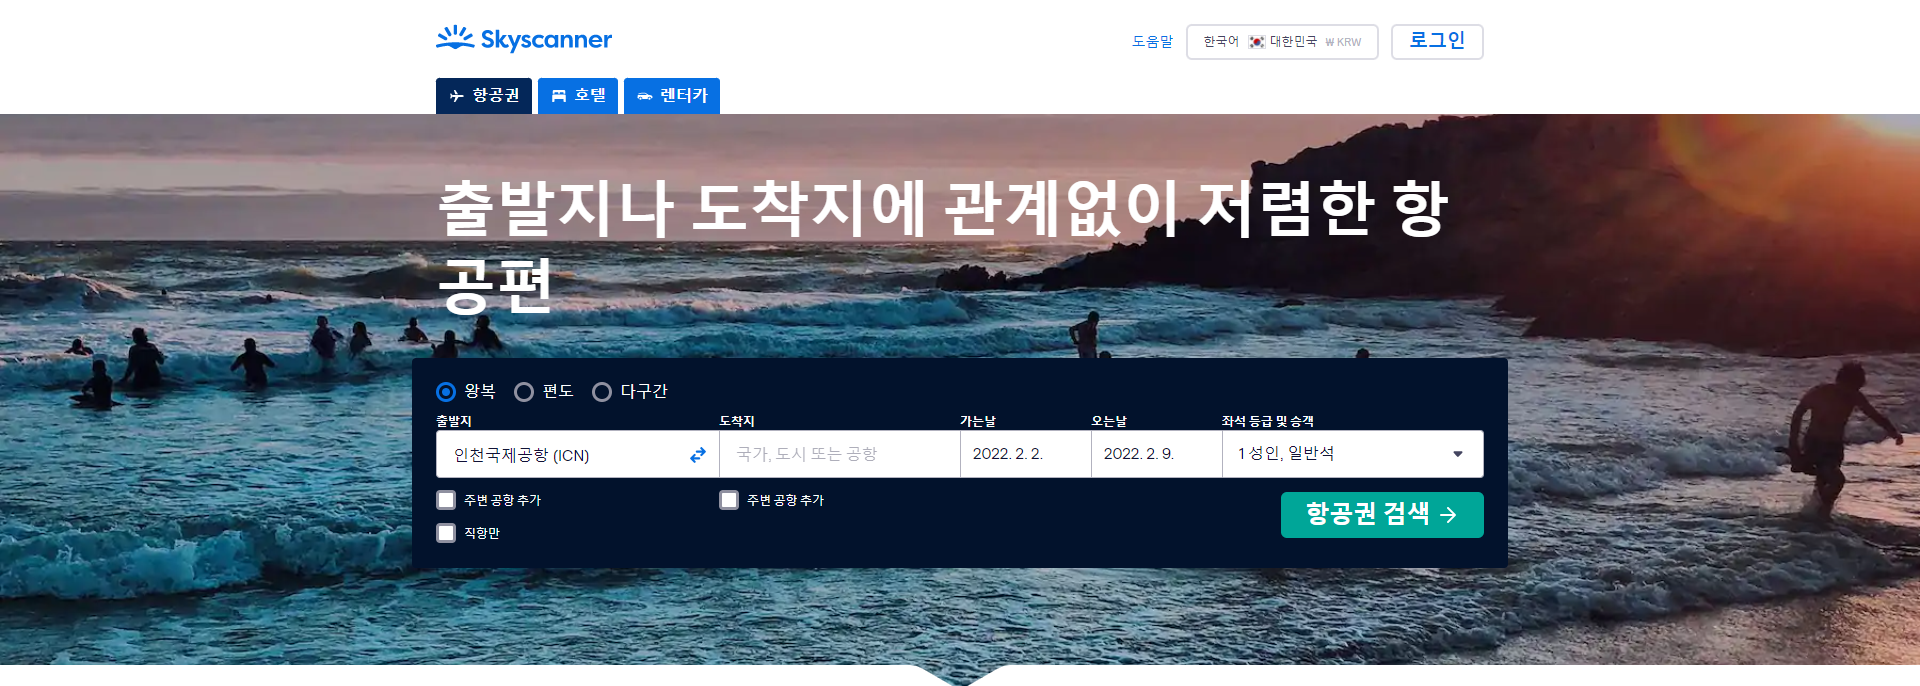 Skyscanner
도움말
한국어 대한민국 ₩ KRW
로그인
항공권
호텔
렌터카
출발지나 도착지에 관계없이 저렴한 항
공편
왕복 편도 다구간
출발지 도착지 가는날 오는날 좌석 등급 및 승객
인천국제공항 (ICN) 국가, 도시 또는 공항 2022. 2. 2. 2022. 2. 9. 1 성인, 일반석
주변 공항 추가 주변 공항 추가
항공권 검색
직항만